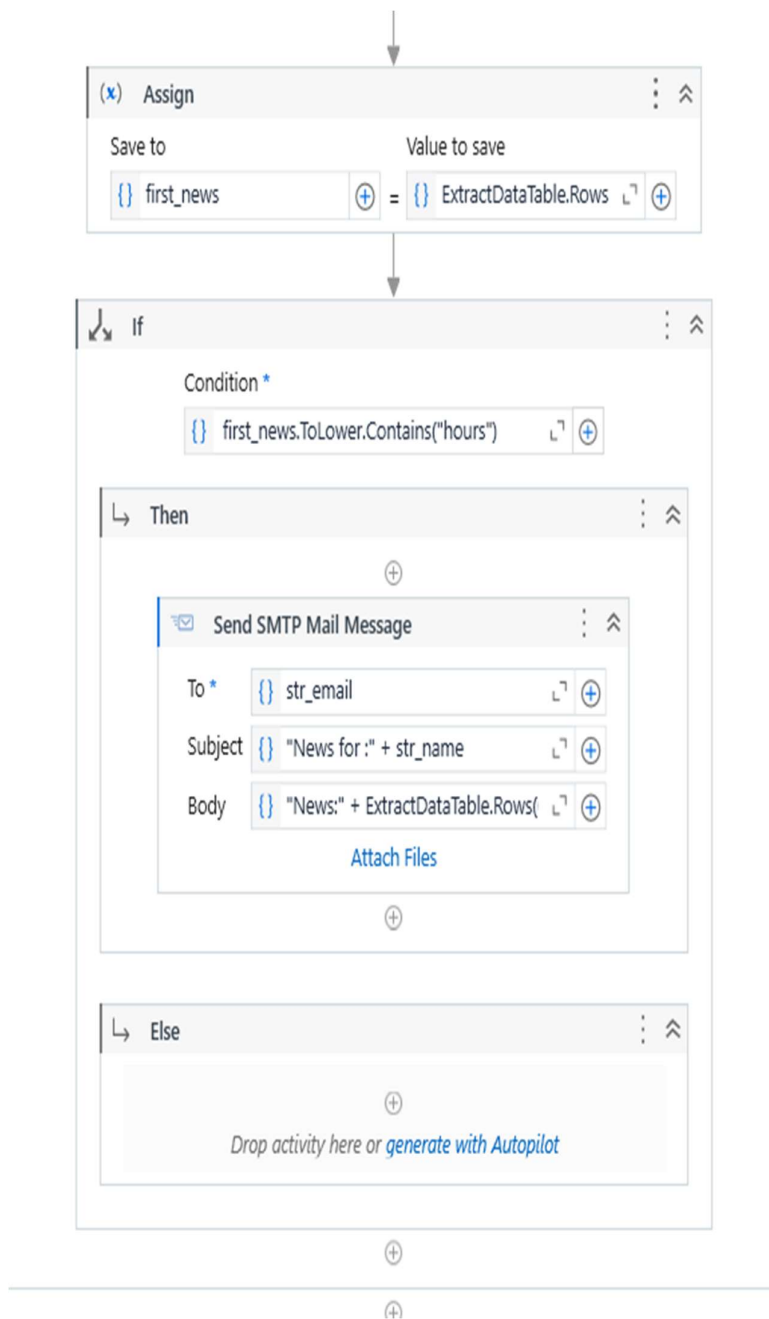 (x) Assign
Save to Value to save
{} first_news = {} ExtractDataTable.Rows
If
Condition *
{} first_news.ToLower.Contains("hours")
Then
Send SMTP Mail Message
To * {} str_email
Subject {} "News for :" + str_name
Body {} "News:" + ExtractDataTable.Rows(
Attach Files
Else
Drop activity here or generate with Autopilot